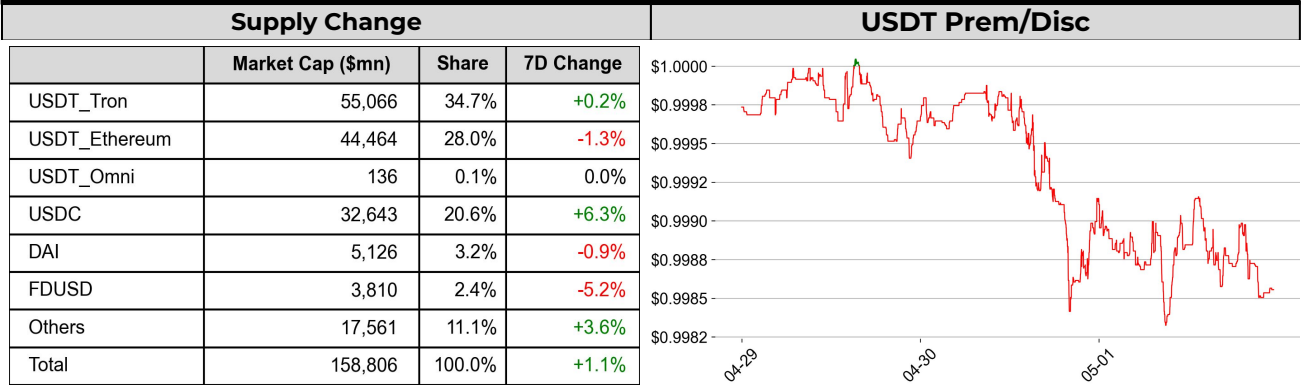 Supply Change
Market Cap ($mn) Share 7D Change
USDT_Tron 55,066 34.7% +0.2%
USDT_Ethereum 44,464 28.0% -1.3%
USDT_Omni 136 0.1% 0.0%
USDC 32,643 20.6% +6.3%
DAI 5,126 3.2% -0.9%
FDUSD 3,810 2.4% -5.2%
Others 17,561 11.1% +3.6%
Total 158,806 100.0% +1.1%
USDT Prem/Disc
$1.0000
$0.9998
$0.9995
$0.9992
$0.9990
$0.9988
$0.9985
$0.9982
04-29 04-30 05-01